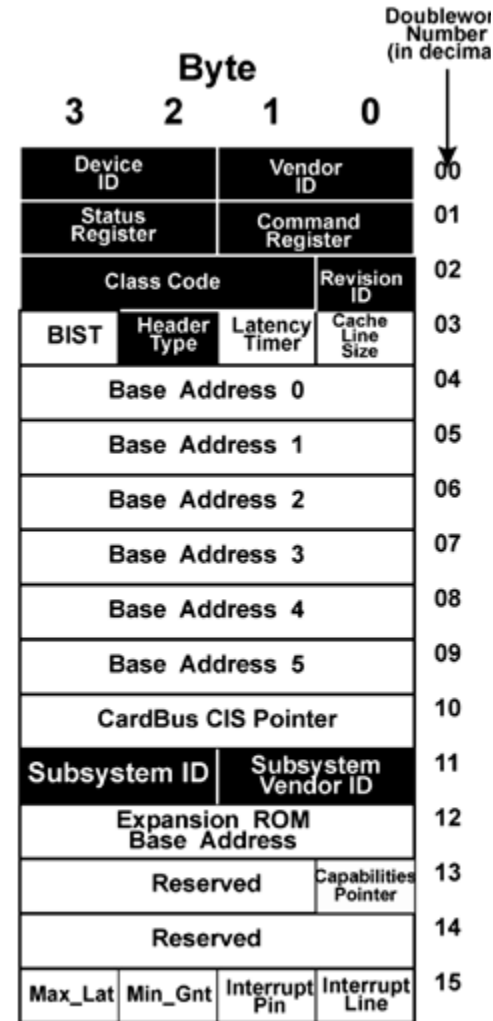 Doublewor
Number
(in decima
Byte
3 2 1 0
Device
ID
Vendor
ID
00
Status
Register
Command
Register
01
Class Code
Revision
ID
02
BIST
Header
Type
Latency
Timer
Cache
Line
Size
03
Base Address 0
04
Base Address 1
05
Base Address 2
06
Base Address 3
07
Base Address 4
08
Base Address 5
09
CardBus CIS Pointer
10
Subsystem ID
Subsystem
Vendor ID
11
Expansion ROM
Base Address
12
Reserved
Capabilities
Pointer
13
Reserved
14
Max_Lat
Min_Gnt
Interrupt
Pin
Interrupt
Line
15